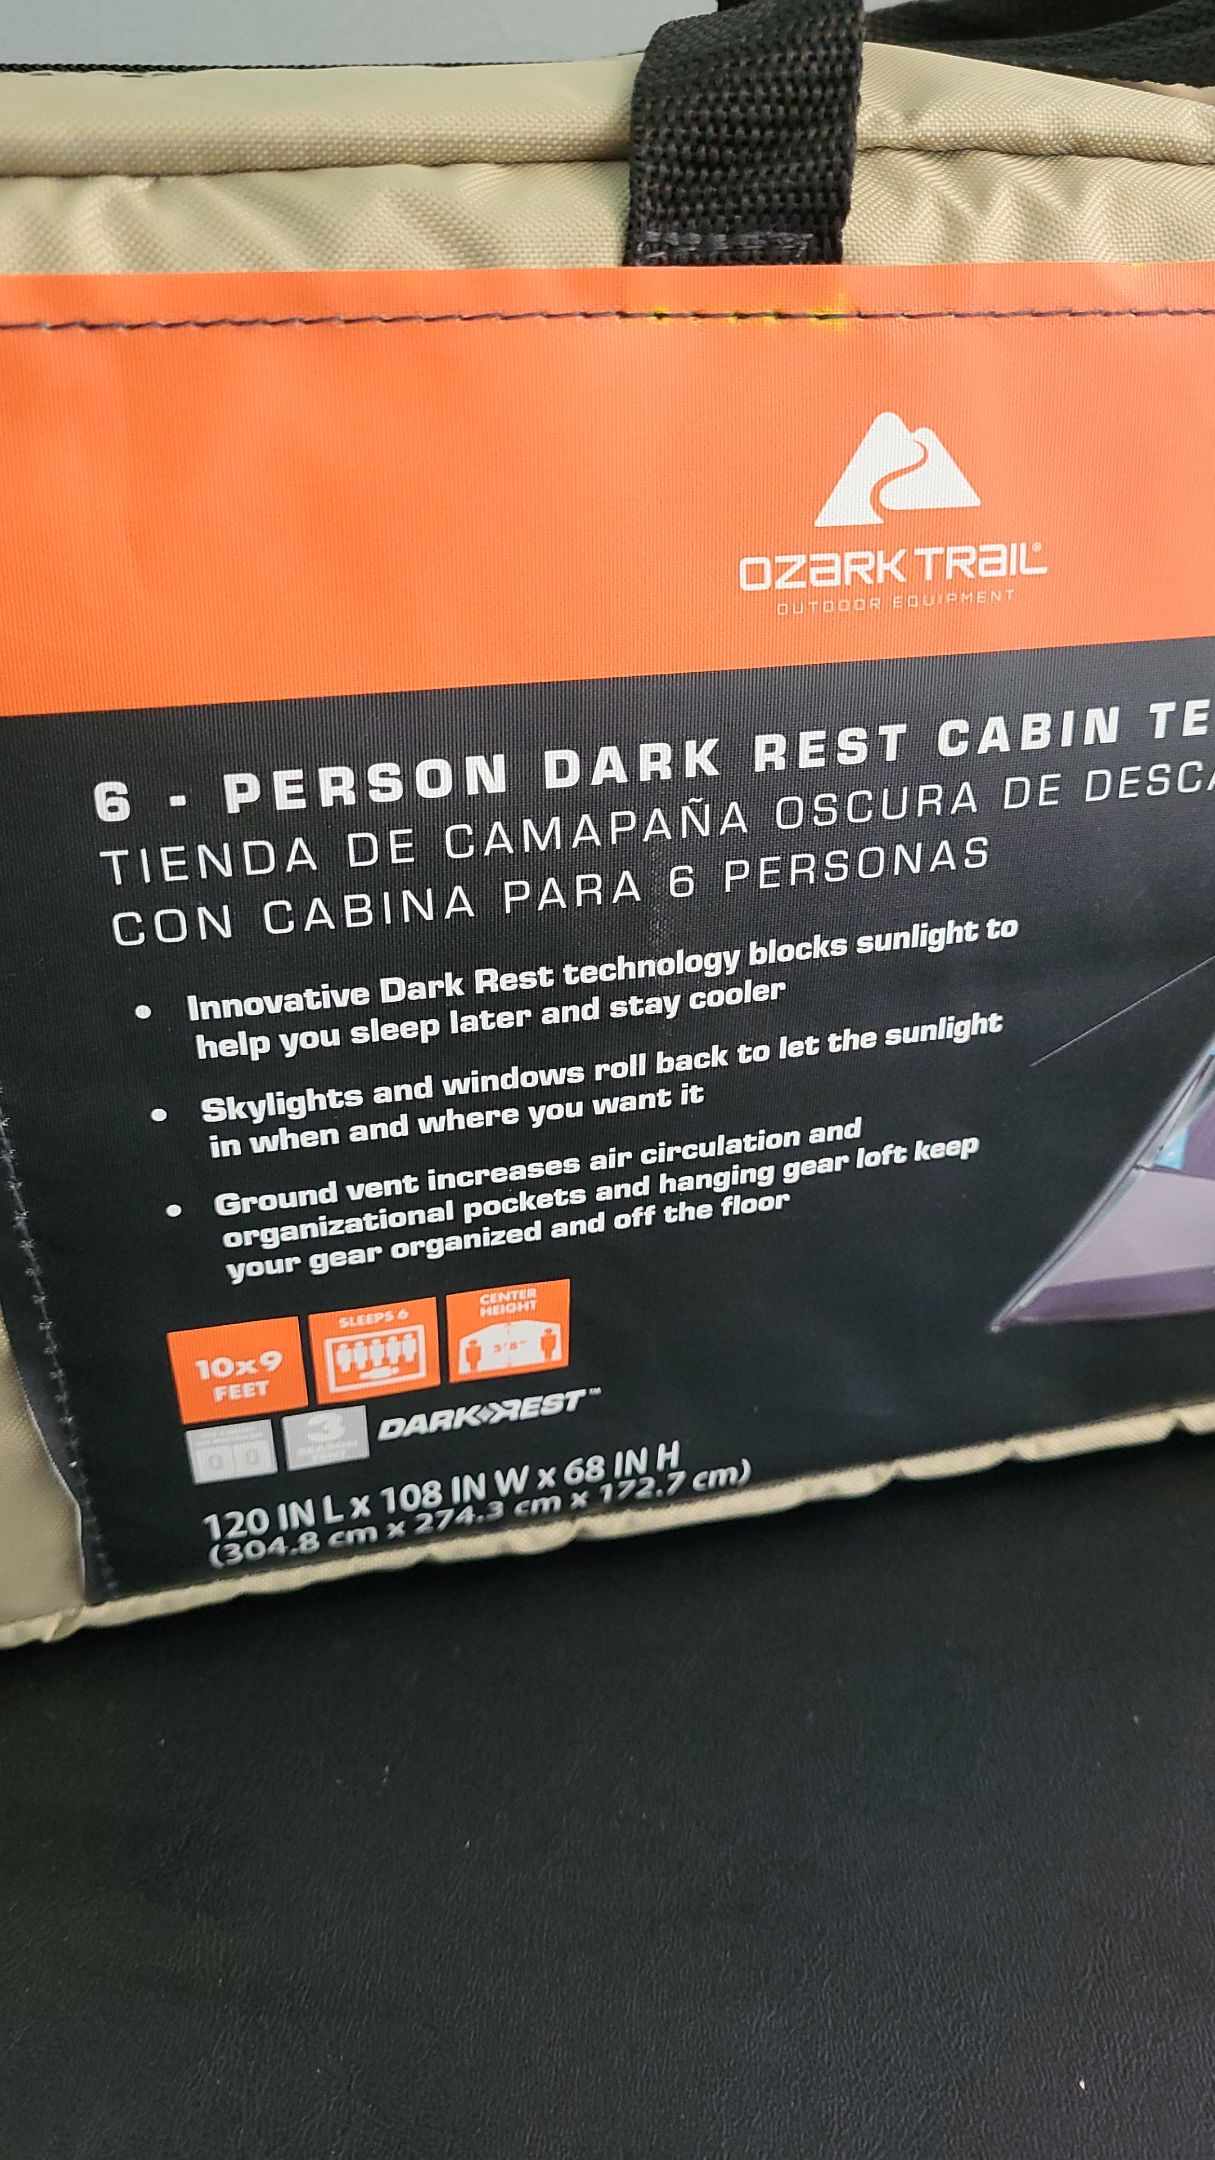 OZARK TRAIL®
OUTDOOR EQUIPMENT
6 - PERSON DARK REST CABIN TE
TIENDA DE CAMAPAÑA OSCURA DE DESCA
CON CABINA PARA 6 PERSONAS
• Innovative Dark Rest technology blocks sunlight to
help you sleep later and stay cooler
• Skylights and windows roll back to let the sunlight
in when and where you want it
• Ground vent increases air circulation and
organizational pockets and hanging gear loft keep
your gear organized and off the floor
10x9
FEET
SLEEPS 6
CENTER
HEIGHT
5'8"
0 0
3
SEASON
DARK REST™
120 IN L x 108 IN W x 68 IN H
(304.8 cm x 274.3 cm x 172.7 cm)